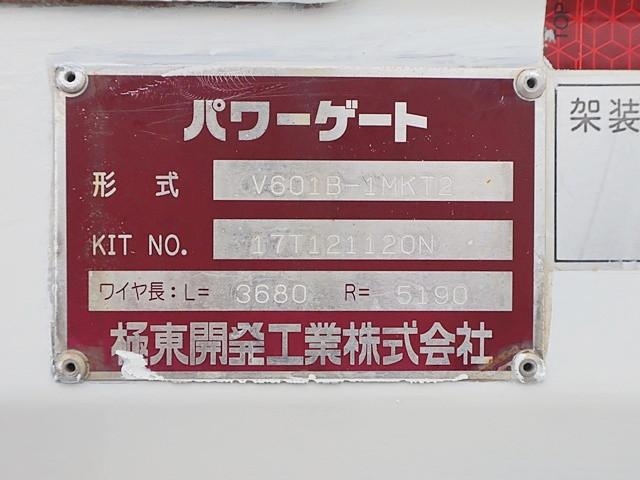 TOP
架装
パワーゲート
形式 V601B-1MKT2
KIT NO. 17T121120N
ワイヤ長:L= 3680 R= 5190
極東開発工業株式会社